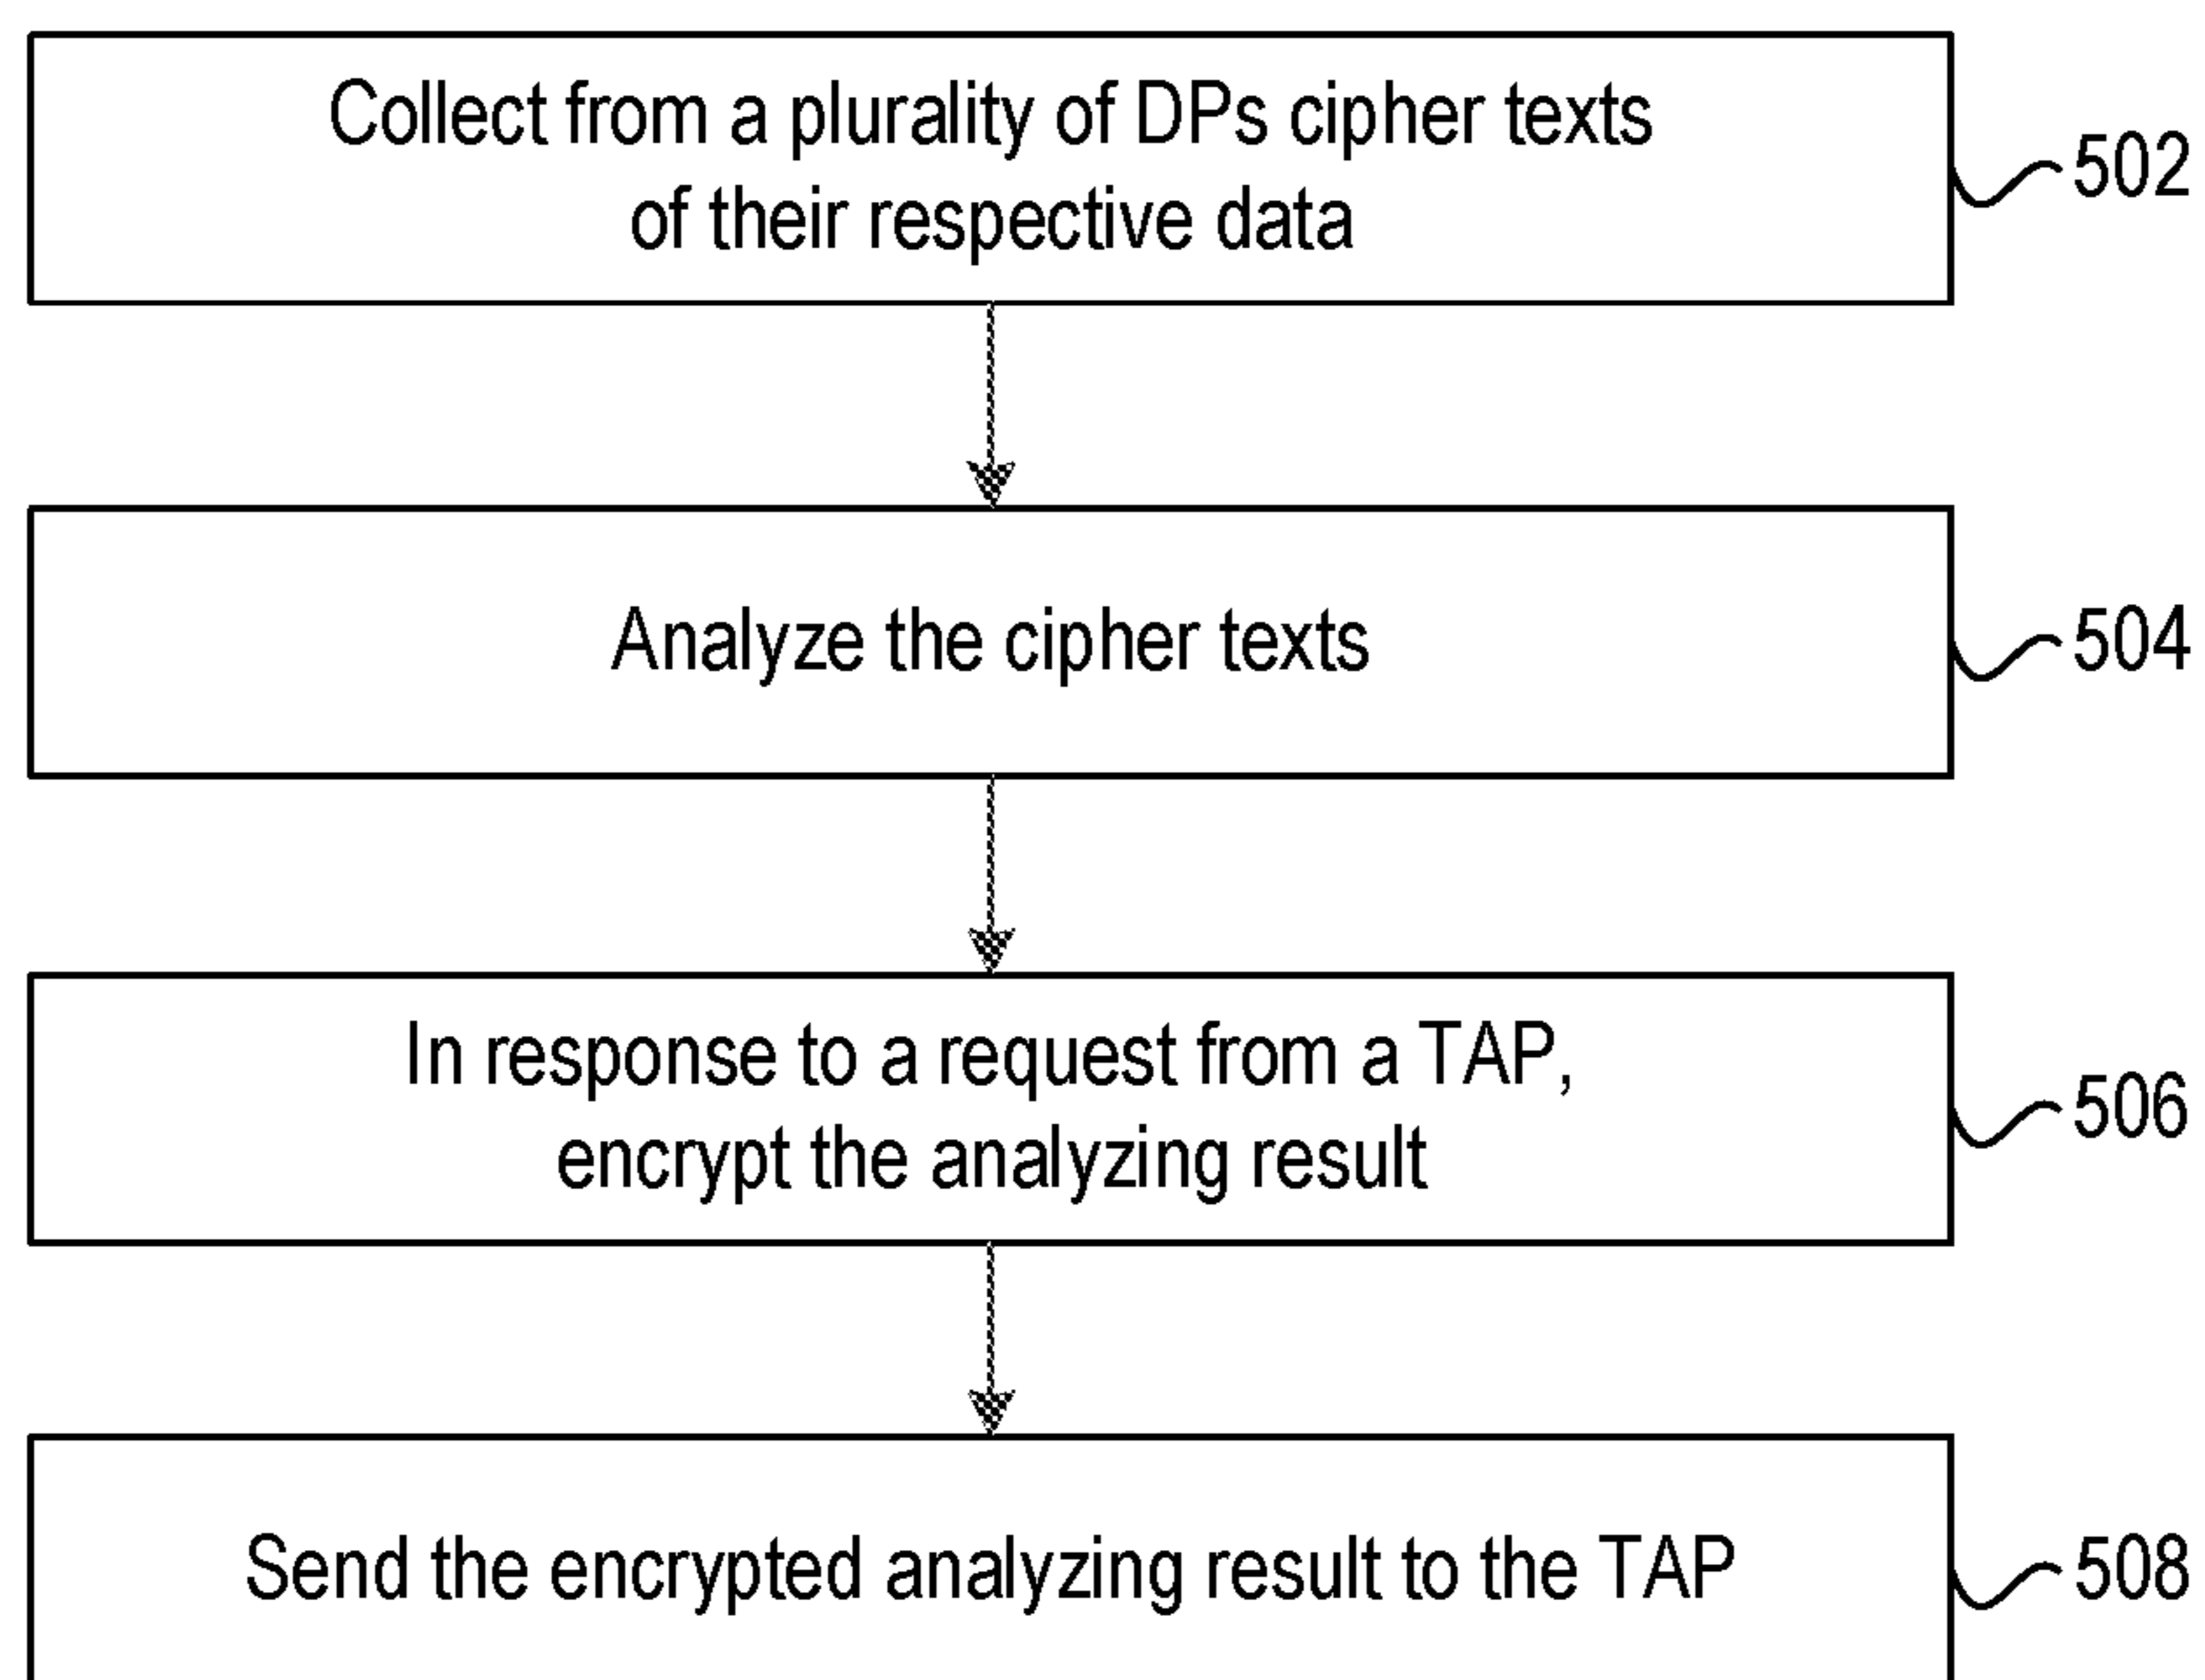 Collect from a plurality of DPs cipher texts
of their respective data
502
Analyze the cipher texts
504
In response to a request from a TAP,
encrypt the analyzing result
506
Send the encrypted analyzing result to the TAP
508